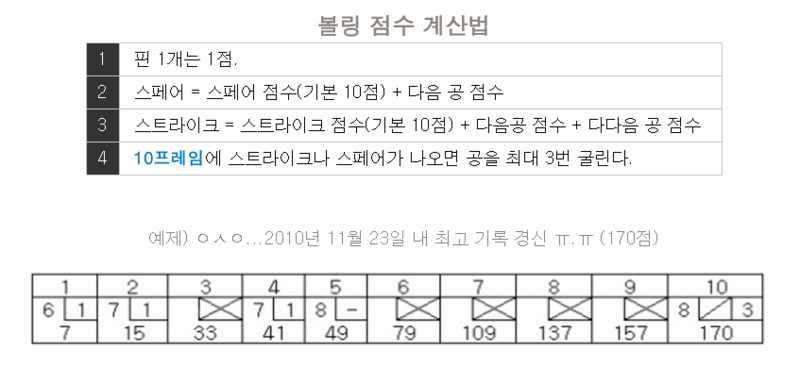 볼링 점수 계산법
1 핀 1개는 1점.
2 스페어 = 스페어 점수(기본 10점) + 다음 공 점수
3 스트라이크 = 스트라이크 점수(기본 10점) + 다음공 점수 + 다다음 공 점수
4 10프레임에 스트라이크나 스페어가 나오면 공을 최대 3번 굴린다.
예제) ㅇㅅㅇ...2010년 11월 23일 내 최고 기록 경신 ㅠ.ㅠ (170점)
1 2 3 4 5 6 7 8 9 10
6 1 7 1 7 1 8 - 8 3
7 15 33 41 49 79 109 137 157 170